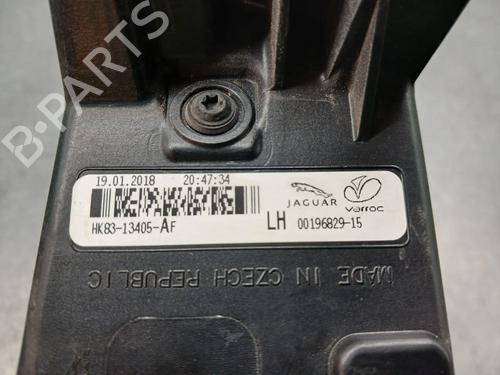 B-PARTS
19.01.2018 20:47:34
JAGUAR varroc
HK83-13405-AF LH 00196829-15
MADE IN CZECH REPUBLIC